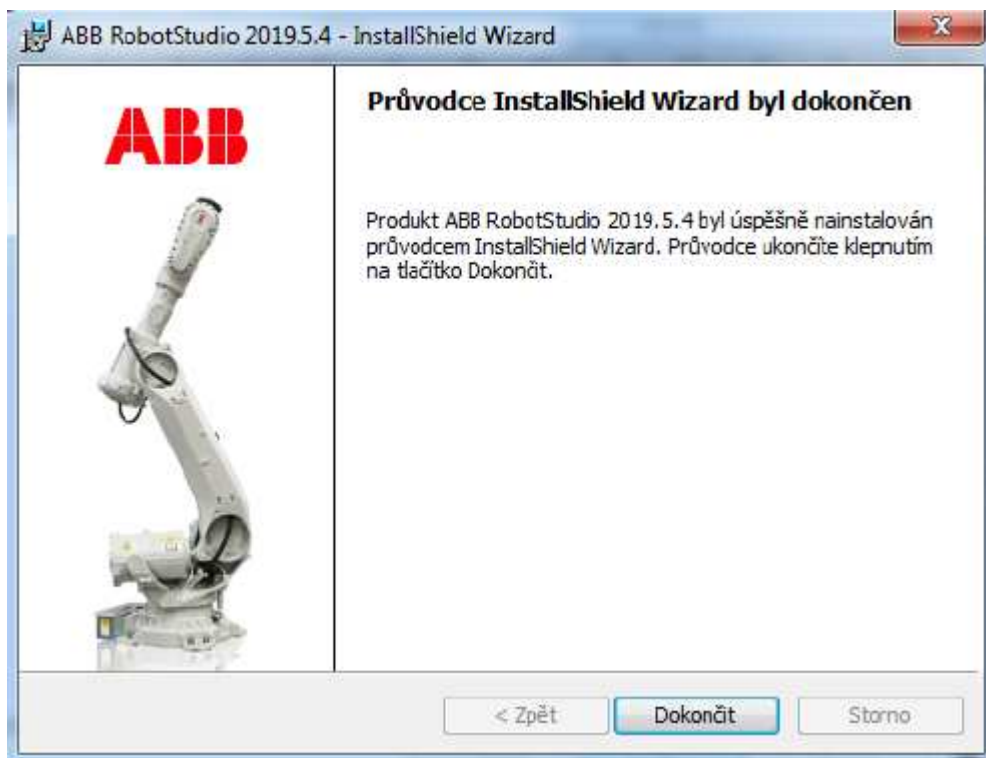 ABB RobotStudio 2019.5.4 - InstallShield Wizard
ABB
Průvodce InstallShield Wizard byl dokončen
Produkt ABB RobotStudio 2019.5.4 byl úspěšně nainstalován
průvodcem InstallShield Wizard. Průvodce ukončíte klepnutím
na tlačítko Dokončit.
< Zpět
Dokončit
Storno